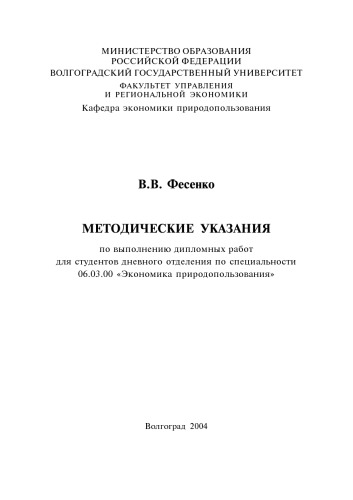 МИНИСТЕРСТВО ОБРАЗОВАНИЯ
РОССИЙСКОЙ ФЕДЕРАЦИИ
ВОЛГОГРАДСКИЙ ГОСУДАРСТВЕННЫЙ УНИВЕРСИТЕТ
ФАКУЛЬТЕТ УПРАВЛЕНИЯ
И РЕГИОНАЛЬНОЙ ЭКОНОМИКИ
Кафедра экономики природопользования
В.В. Фесенко
МЕТОДИЧЕСКИЕ УКАЗАНИЯ
по выполнению дипломных работ
для студентов дневного отделения по специальности
06.03.00 «Экономика природопользования»
Волгоград 2004